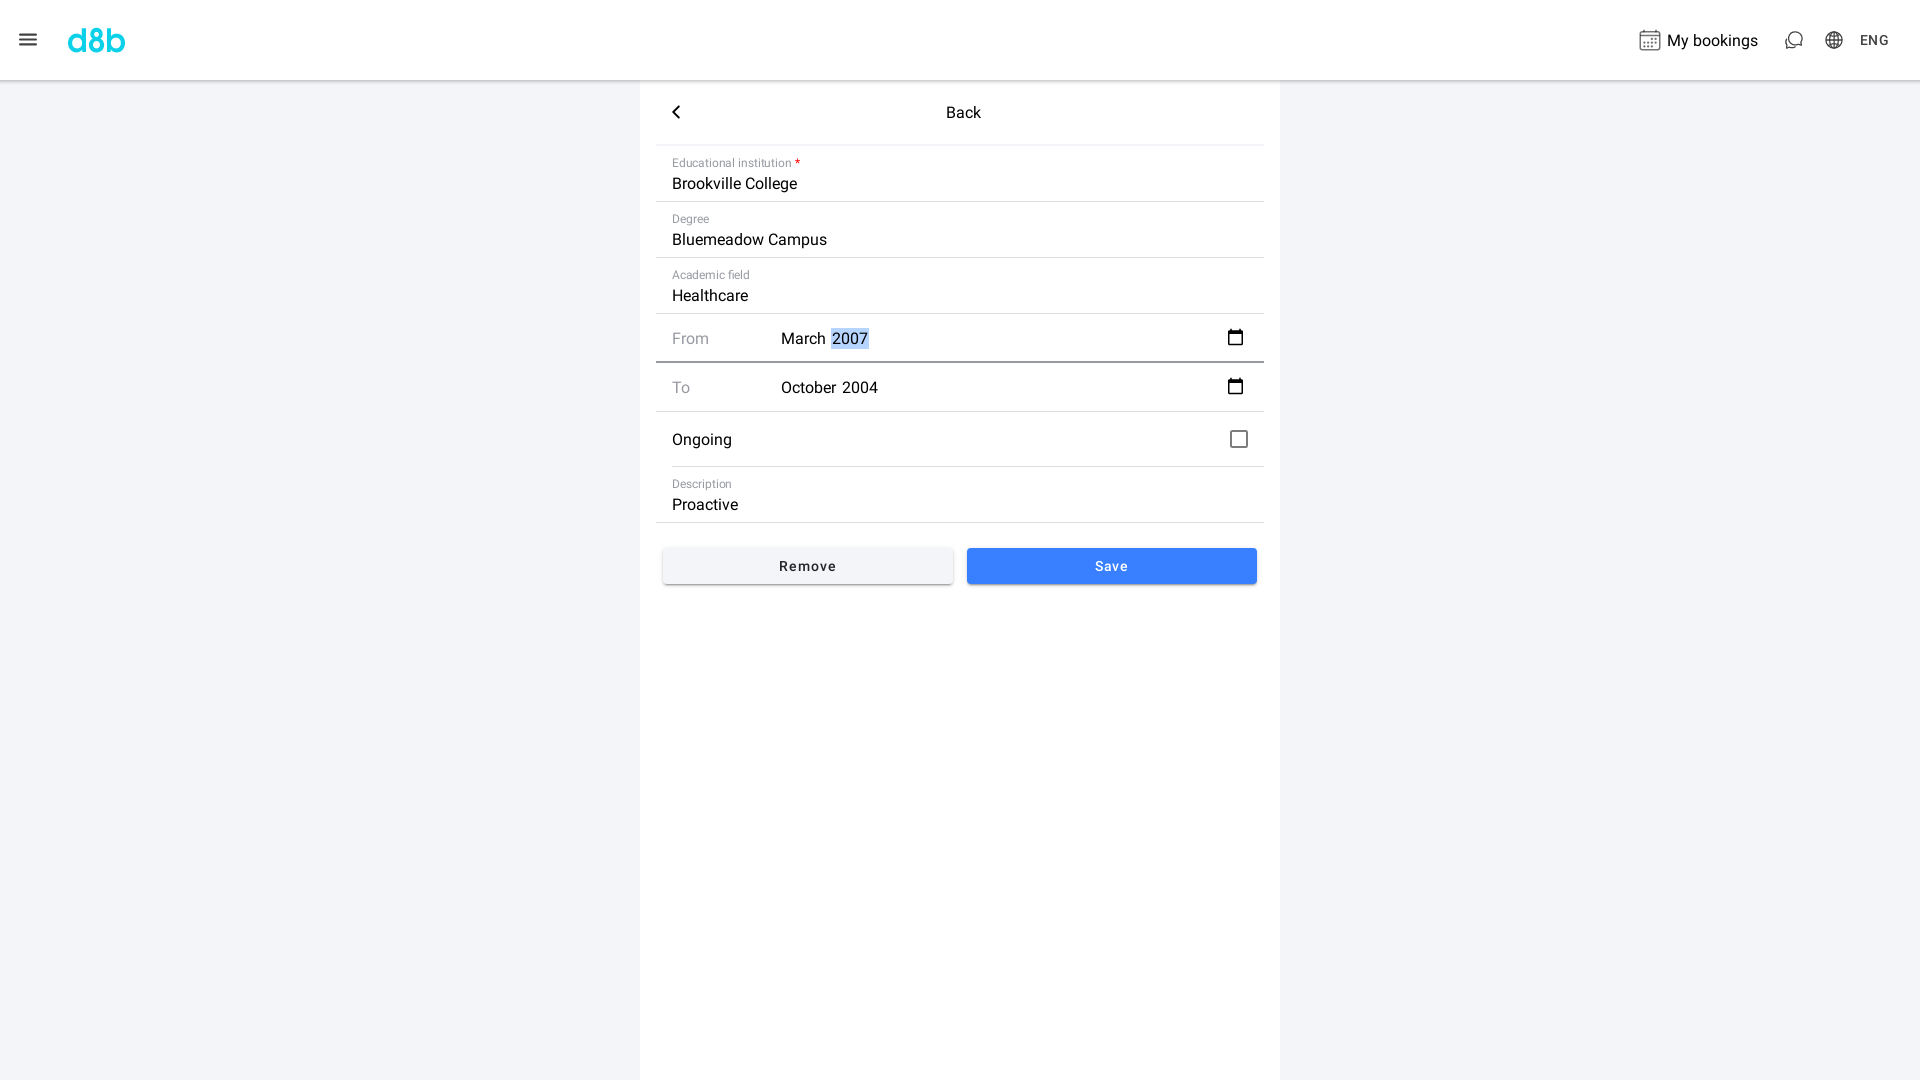 d8b
My bookings
ENG
Back
Educational institution *
Brookville College
Degree
Bluemeadow Campus
Academic field
Healthcare
From March 2007
To October 2004
Ongoing
Description
Proactive
Remove Save